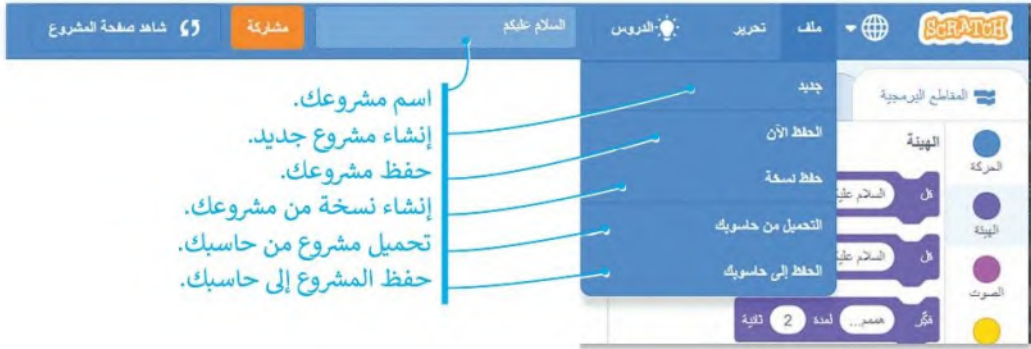 SCRATCH
ملف
تحرير
الدروس
السلام عليكم
مشاركة
شاهد صفحة المشروع
المقاطع البرمجية
جديد
الحفظ الآن
حفظ نسخة
التحميل من حاسوبك
الحفظ إلى حاسوبك
اسم مشروعك.
إنشاء مشروع جديد.
حفظ مشروعك.
إنشاء نسخة من مشروعك.
تحميل مشروع من حاسبك.
حفظ المشروع إلى حاسبك.
الحركة
الهيئة
الصوت
الهيئة
قل السلام
قل السلام
فكّر هممم... لمدة 2 ثانية